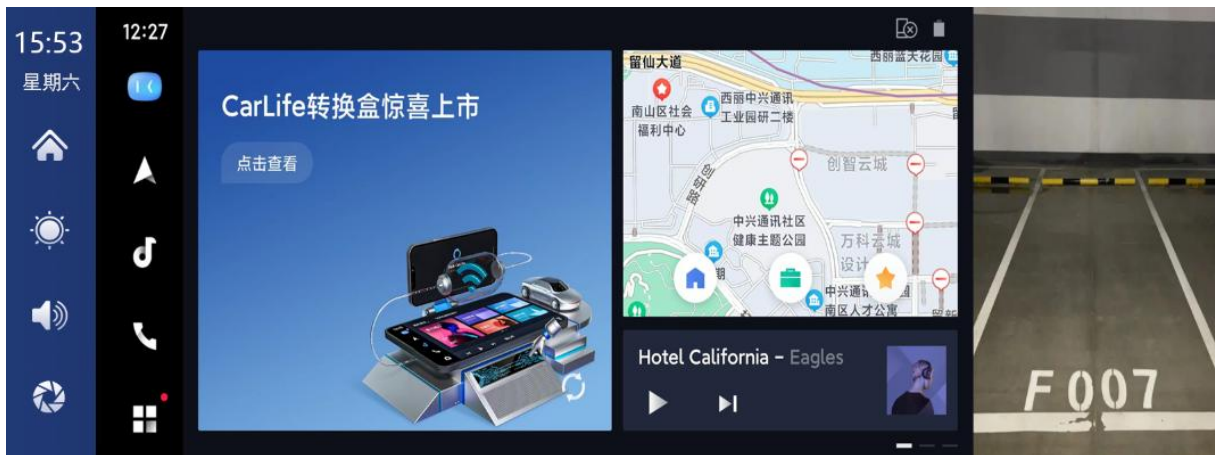 15:53
星期六
12:27
CarLife转换盒惊喜上市
点击查看
留仙大道
西丽蓝天花园
南山区社会
福利中心
西丽中兴通讯
工业园研二楼
创研路
创智云城
中兴通讯社区
健康主题公园
万科云城
设计
期
中兴通
南区人才公寓
留新
Hotel California – Eagles
F 007